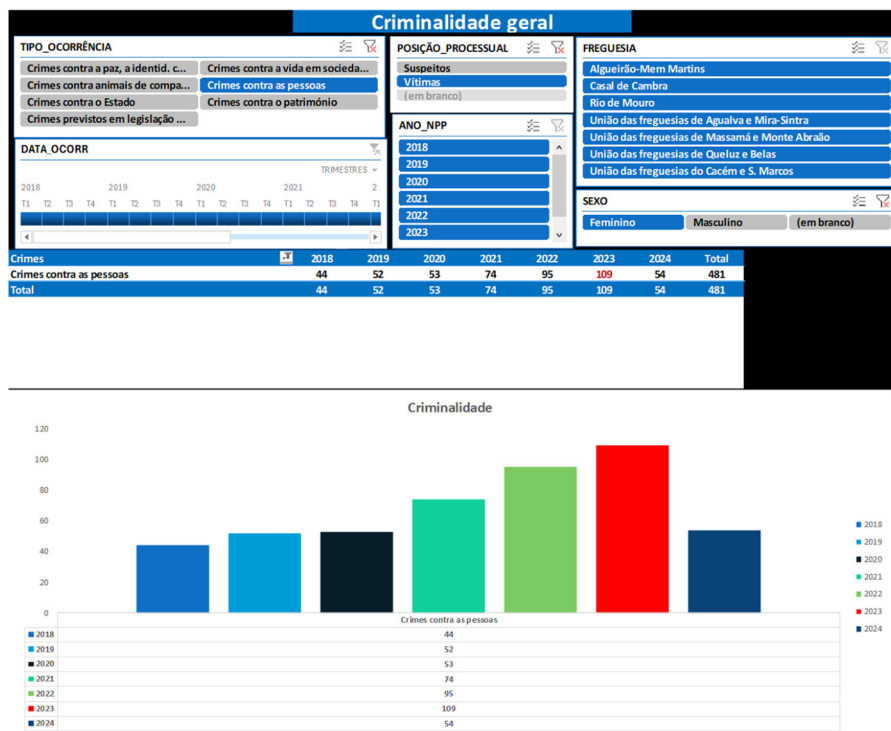 Criminalidade geral
TIPO_OCORRÊNCIA
Crimes contra a paz, a identid. c...
Crimes contra a vida em socieda...
Crimes contra animais de compa...
Crimes contra as pessoas
Crimes contra o Estado
Crimes contra o património
Crimes previstos em legislação ...
POSIÇÃO_PROCESSUAL
Suspeitos
Vítimas
(em branco)
FREGUESIA
Algueirão-Mem Martins
Casal de Cambra
Rio de Mouro
União das freguesias de Agualva e Mira-Sintra
União das freguesias de Massamá e Monte Abraão
União das freguesias de Queluz e Belas
União das freguesias do Cacém e S. Marcos
DATA_OCORR
TRIMESTRES
2018 2019 2020 2021 2
T1 T2 T3 T4 T1 T2 T3 T4 T1 T2 T3 T4 T1 T2 T3 T4 T1
ANO_NPP
2018
2019
2020
2021
2022
2023
SEXO
Feminino Masculino (em branco)
Crimes 2018 2019 2020 2021 2022 2023 2024 Total
Crimes contra as pessoas 44 52 53 74 95 109 54 481
Total 44 52 53 74 95 109 54 481
Criminalidade
120
100
80
60
40
20
0
2018
2019
2020
2021
2022
2023
2024
Crimes contra as pessoas
2018 44
2019 52
2020 53
2021 74
2022 95
2023 109
2024 54